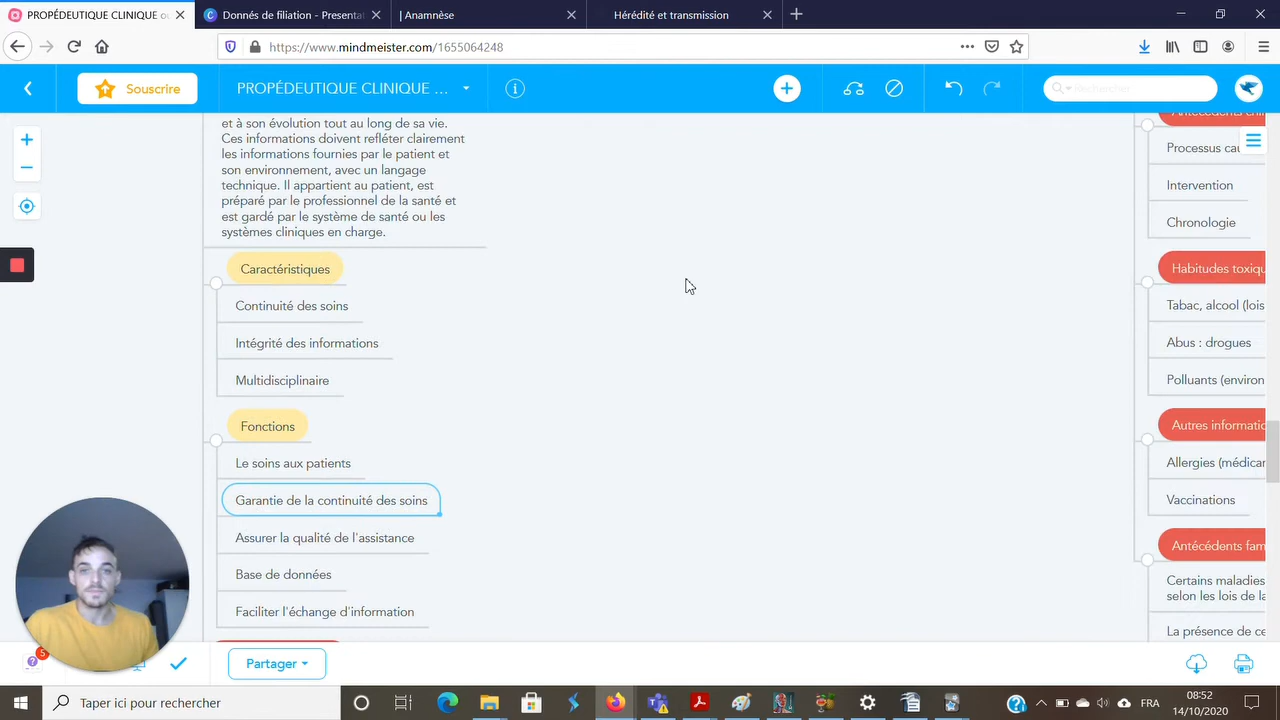 PROPÉDEUTIQUE CLINIQUE
Donnés de filiation - Presentat
| Anamnèse
Hérédité et transmission
https://www.mindmeister.com/1655064248
Souscrire
PROPÉDEUTIQUE CLINIQUE ...
Rechercher
et à son évolution tout au long de sa vie.
Ces informations doivent refléter clairement
les informations fournies par le patient et
son environnement, avec un langage
technique. Il appartient au patient, est
préparé par le professionnel de la santé et
est gardé par le système de santé ou les
systèmes cliniques en charge.
Caractéristiques
Continuité des soins
Intégrité des informations
Multidisciplinaire
Fonctions
Le soins aux patients
Garantie de la continuité des soins
Assurer la qualité de l'assistance
Base de données
Faciliter l'échange d'information
Processus cau
Intervention
Chronologie
Habitudes toxiqu
Tabac, alcool (lois
Abus : drogues
Polluants (environ
Autres informatio
Allergies (médicar
Vaccinations
Antécédents fam
Certains maladies
selon les lois de la
La présence de ce
5
Partager
Taper ici pour rechercher
FRA
08:52
14/10/2020